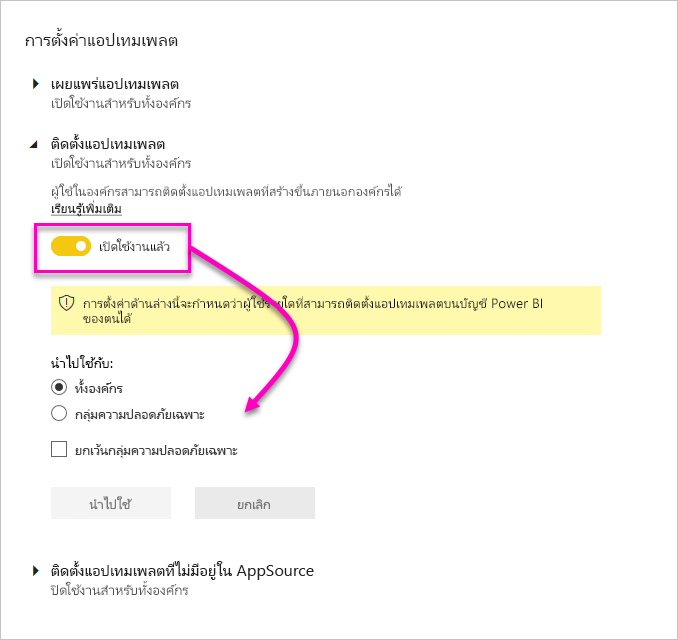 การตั้งค่าแอปเทมเพลต
เผยแพร่แอปเทมเพลต
เปิดใช้งานสำหรับทั้งองค์กร
ติดตั้งแอปเทมเพลต
เปิดใช้งานสำหรับทั้งองค์กร
ผู้ใช้ในองค์กรสามารถติดตั้งแอปเทมเพลตที่สร้างขึ้นภายนอกองค์กรได้
เรียนรู้เพิ่มเติม
เปิดใช้งานแล้ว
การตั้งค่าด้านล่างนี้จะกำหนดว่าผู้ใช้รายใดที่สามารถติดตั้งแอปเทมเพลตบนบัญชี Power BI
ของตนได้
นำไปใช้กับ:
ทั้งองค์กร
กลุ่มความปลอดภัยเฉพาะ
ยกเว้นกลุ่มความปลอดภัยเฉพาะ
นำไปใช้
ยกเลิก
ติดตั้งแอปเทมเพลตที่ไม่มีอยู่ใน AppSource
ปิดใช้งานสำหรับทั้งองค์กร